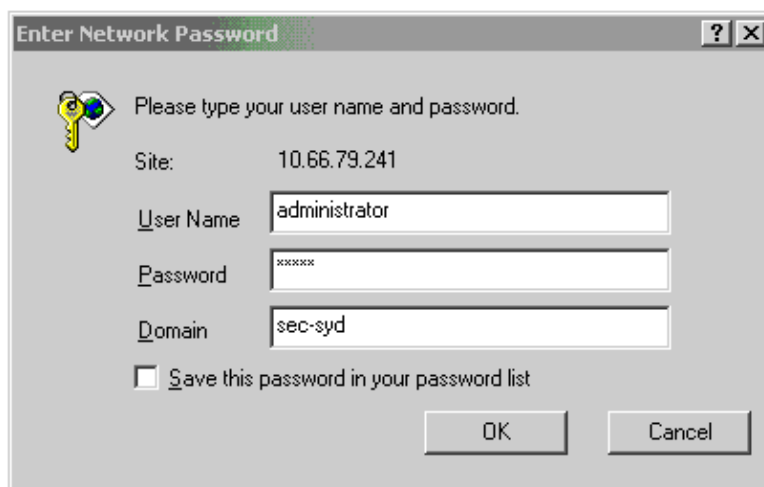 Enter Network Password
Please type your user name and password.
Site: 10.66.79.241
User Name administrator
Password *****
Domain sec-syd
Save this password in your password list
OK Cancel